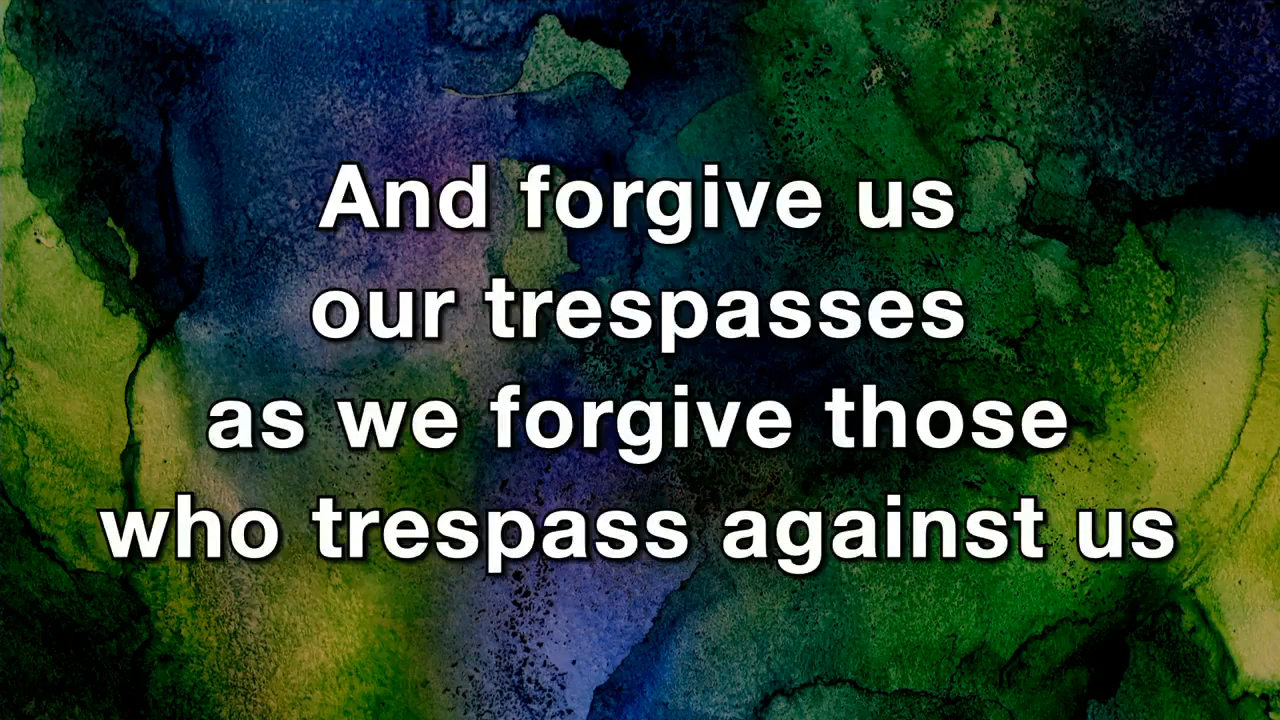 And forgive us
our trespasses
as we forgive those
who trespass against us